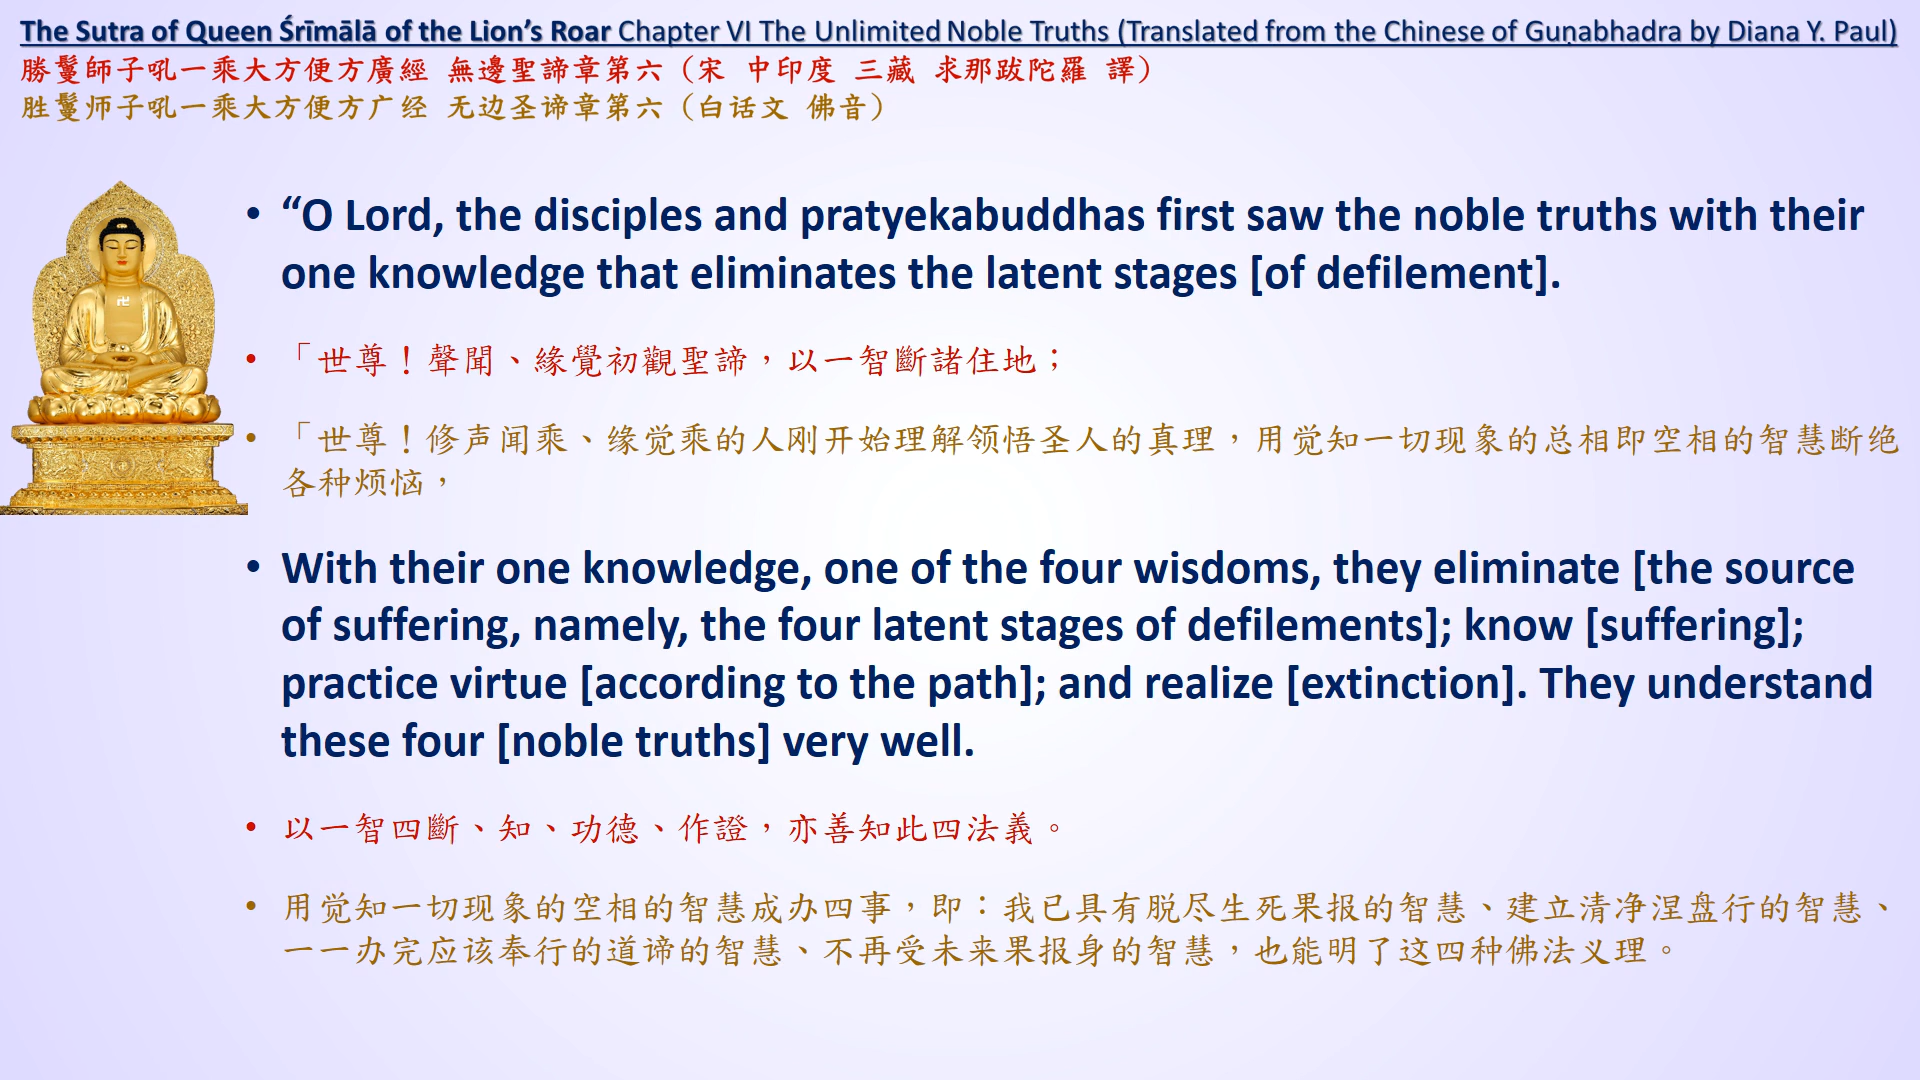 The Sutra of Queen Śrīmālā of the Lion’s Roar Chapter VI The Unlimited Noble Truths (Translated from the Chinese of Guṇabhadra by Diana Y. Paul)
勝鬘師子吼一乘大方便方廣經 無邊聖諦章第六（宋 中印度 三藏 求那跋陀羅 譯）
胜鬘师子吼一乘大方便方广经 无边圣谛章第六（白话文 佛音）
• “O Lord, the disciples and pratyekabuddhas first saw the noble truths with their
one knowledge that eliminates the latent stages [of defilement].
• 「世尊！聲聞、緣覺初觀聖諦，以一智斷諸住地；
• 「世尊！修声闻乘、缘觉乘的人刚开始理解领悟圣人的真理，用觉知一切现象的总相即空相的智慧断绝
各种烦恼，
• With their one knowledge, one of the four wisdoms, they eliminate [the source
of suffering, namely, the four latent stages of defilements]; know [suffering];
practice virtue [according to the path]; and realize [extinction]. They understand
these four [noble truths] very well.
• 以一智四斷、知、功德、作證，亦善知此四法義。
• 用觉知一切现象的空相的智慧成办四事，即：我已具有脱尽生死果报的智慧、建立清净涅盘行的智慧、
一一办完应该奉行的道谛的智慧、不再受未来果报身的智慧，也能明了这四种佛法义理。